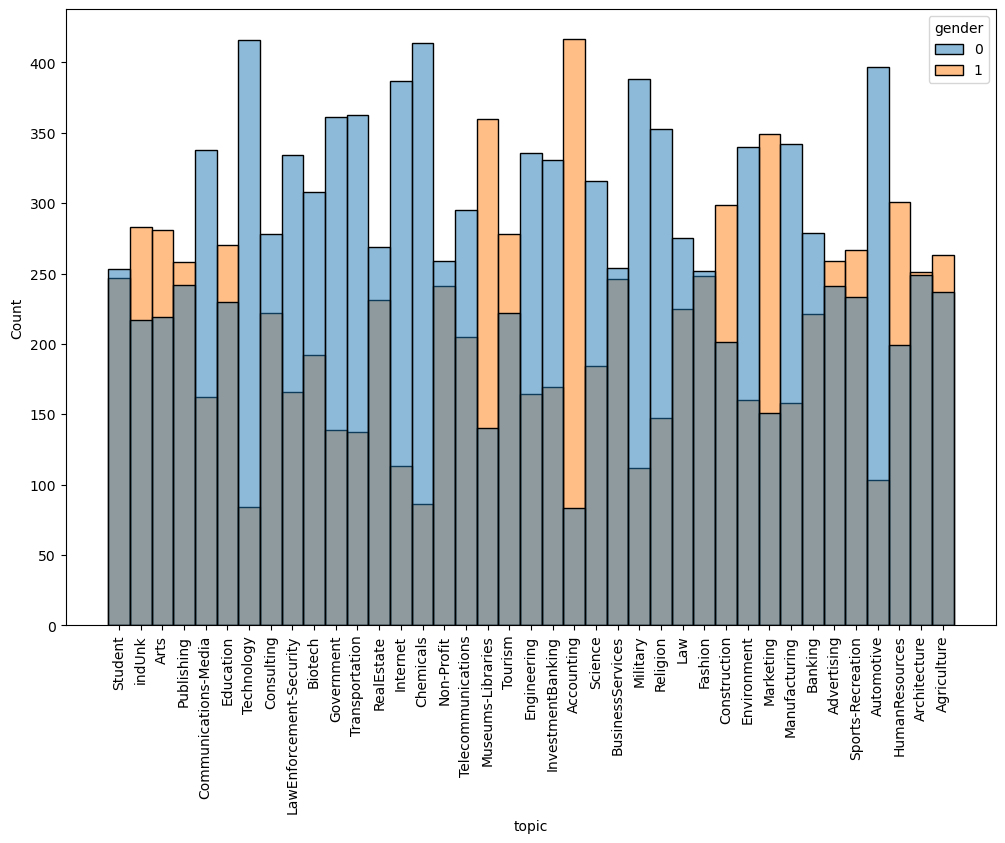 gender
0
1
400
350
300
250
200
150
100
50
0
Count
Student
indUnk
Arts
Publishing
Communications-Media
Education
Technology
Consulting
LawEnforcement-Security
Biotech
Government
Transportation
RealEstate
Internet
Chemicals
Non-Profit
Telecommunications
Museums-Libraries
Tourism
Engineering
InvestmentBanking
Accounting
Science
BusinessServices
Military
Religion
Law
Fashion
Construction
Environment
Marketing
Manufacturing
Banking
Advertising
Sports-Recreation
Automotive
HumanResources
Architecture
Agriculture
topic